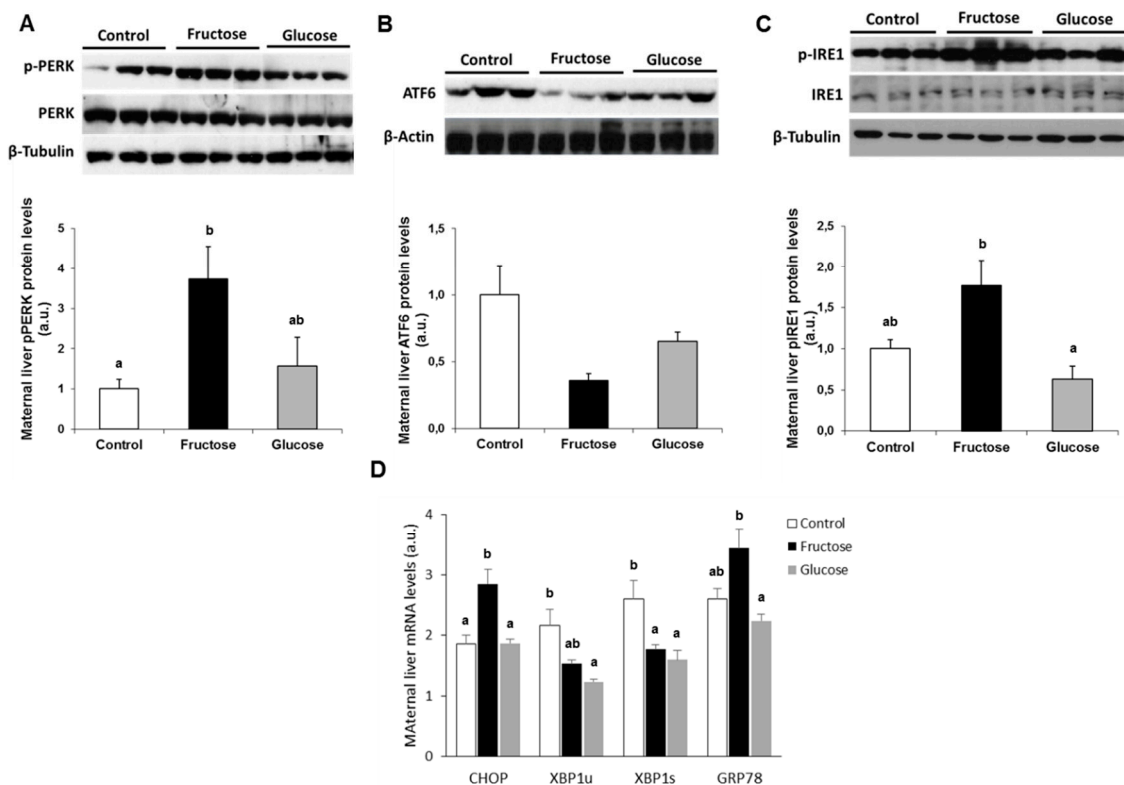 A
Control Fructose Glucose
p-PERK
PERK
β-Tubulin
Maternal liver pPERK protein levels
(a.u.)
5
4
3
2
1
0
a
b
ab
Control Fructose Glucose
B
Control Fructose Glucose
ATF6
β-Actin
Maternal liver ATF6 protein levels
(a.u.)
1,5
1,0
0,5
0,0
Control Fructose Glucose
C
Control Fructose Glucose
p-IRE1
IRE1
β-Tubulin
Maternal liver pIRE1 protein levels
(a.u.)
2,5
2,0
1,5
1,0
0,5
0,0
ab
b
a
Control Fructose Glucose
D
MAternal liver mRNA levels (a.u.)
4
3
2
1
0
a b a
b ab a
b a a
ab b a
CHOP XBP1u XBP1s GRP78
Control
Fructose
Glucose